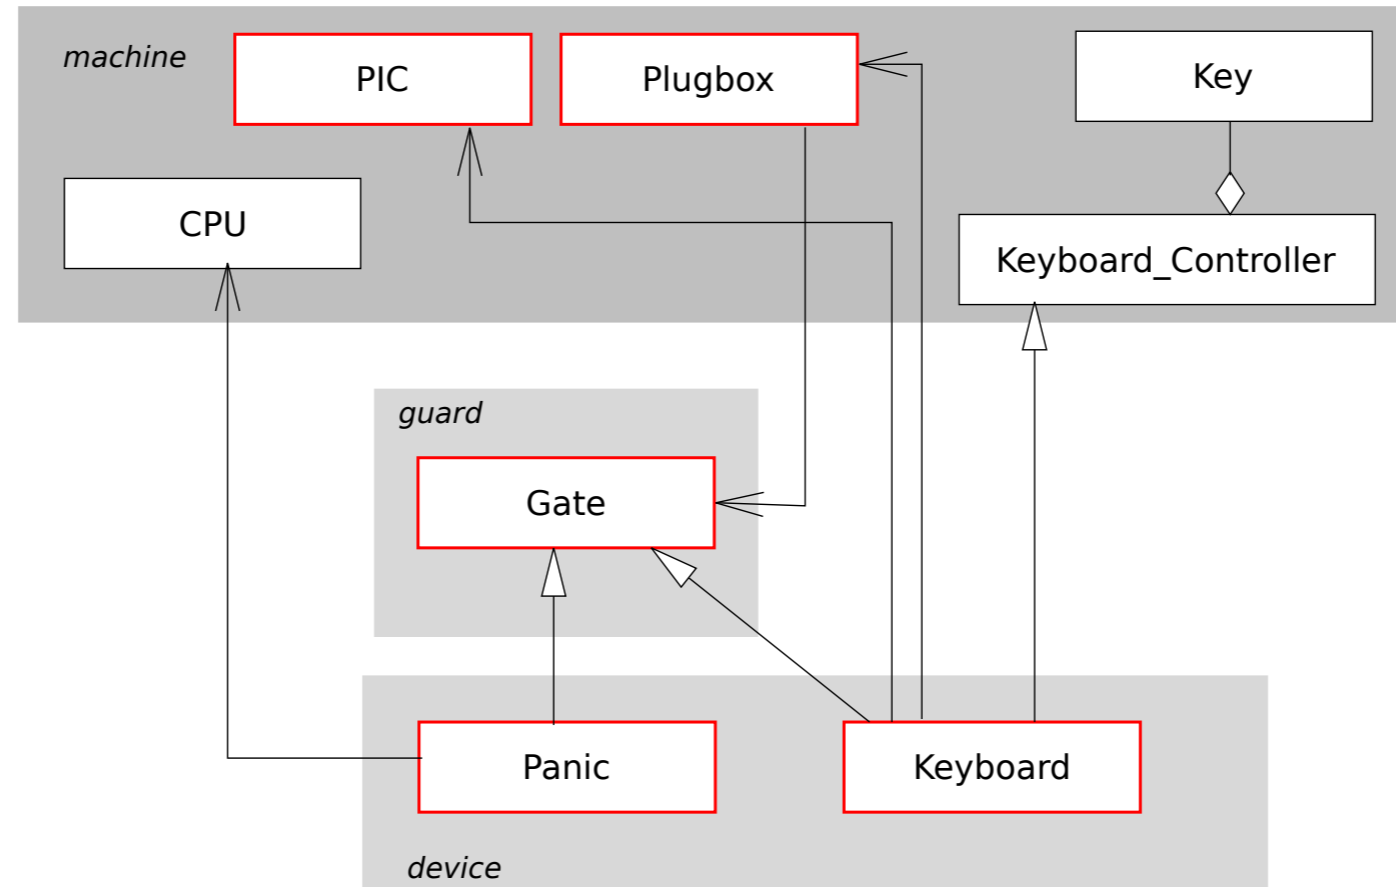 machine
PIC
Plugbox
Key
CPU
Keyboard_Controller
guard
Gate
Panic
Keyboard
device